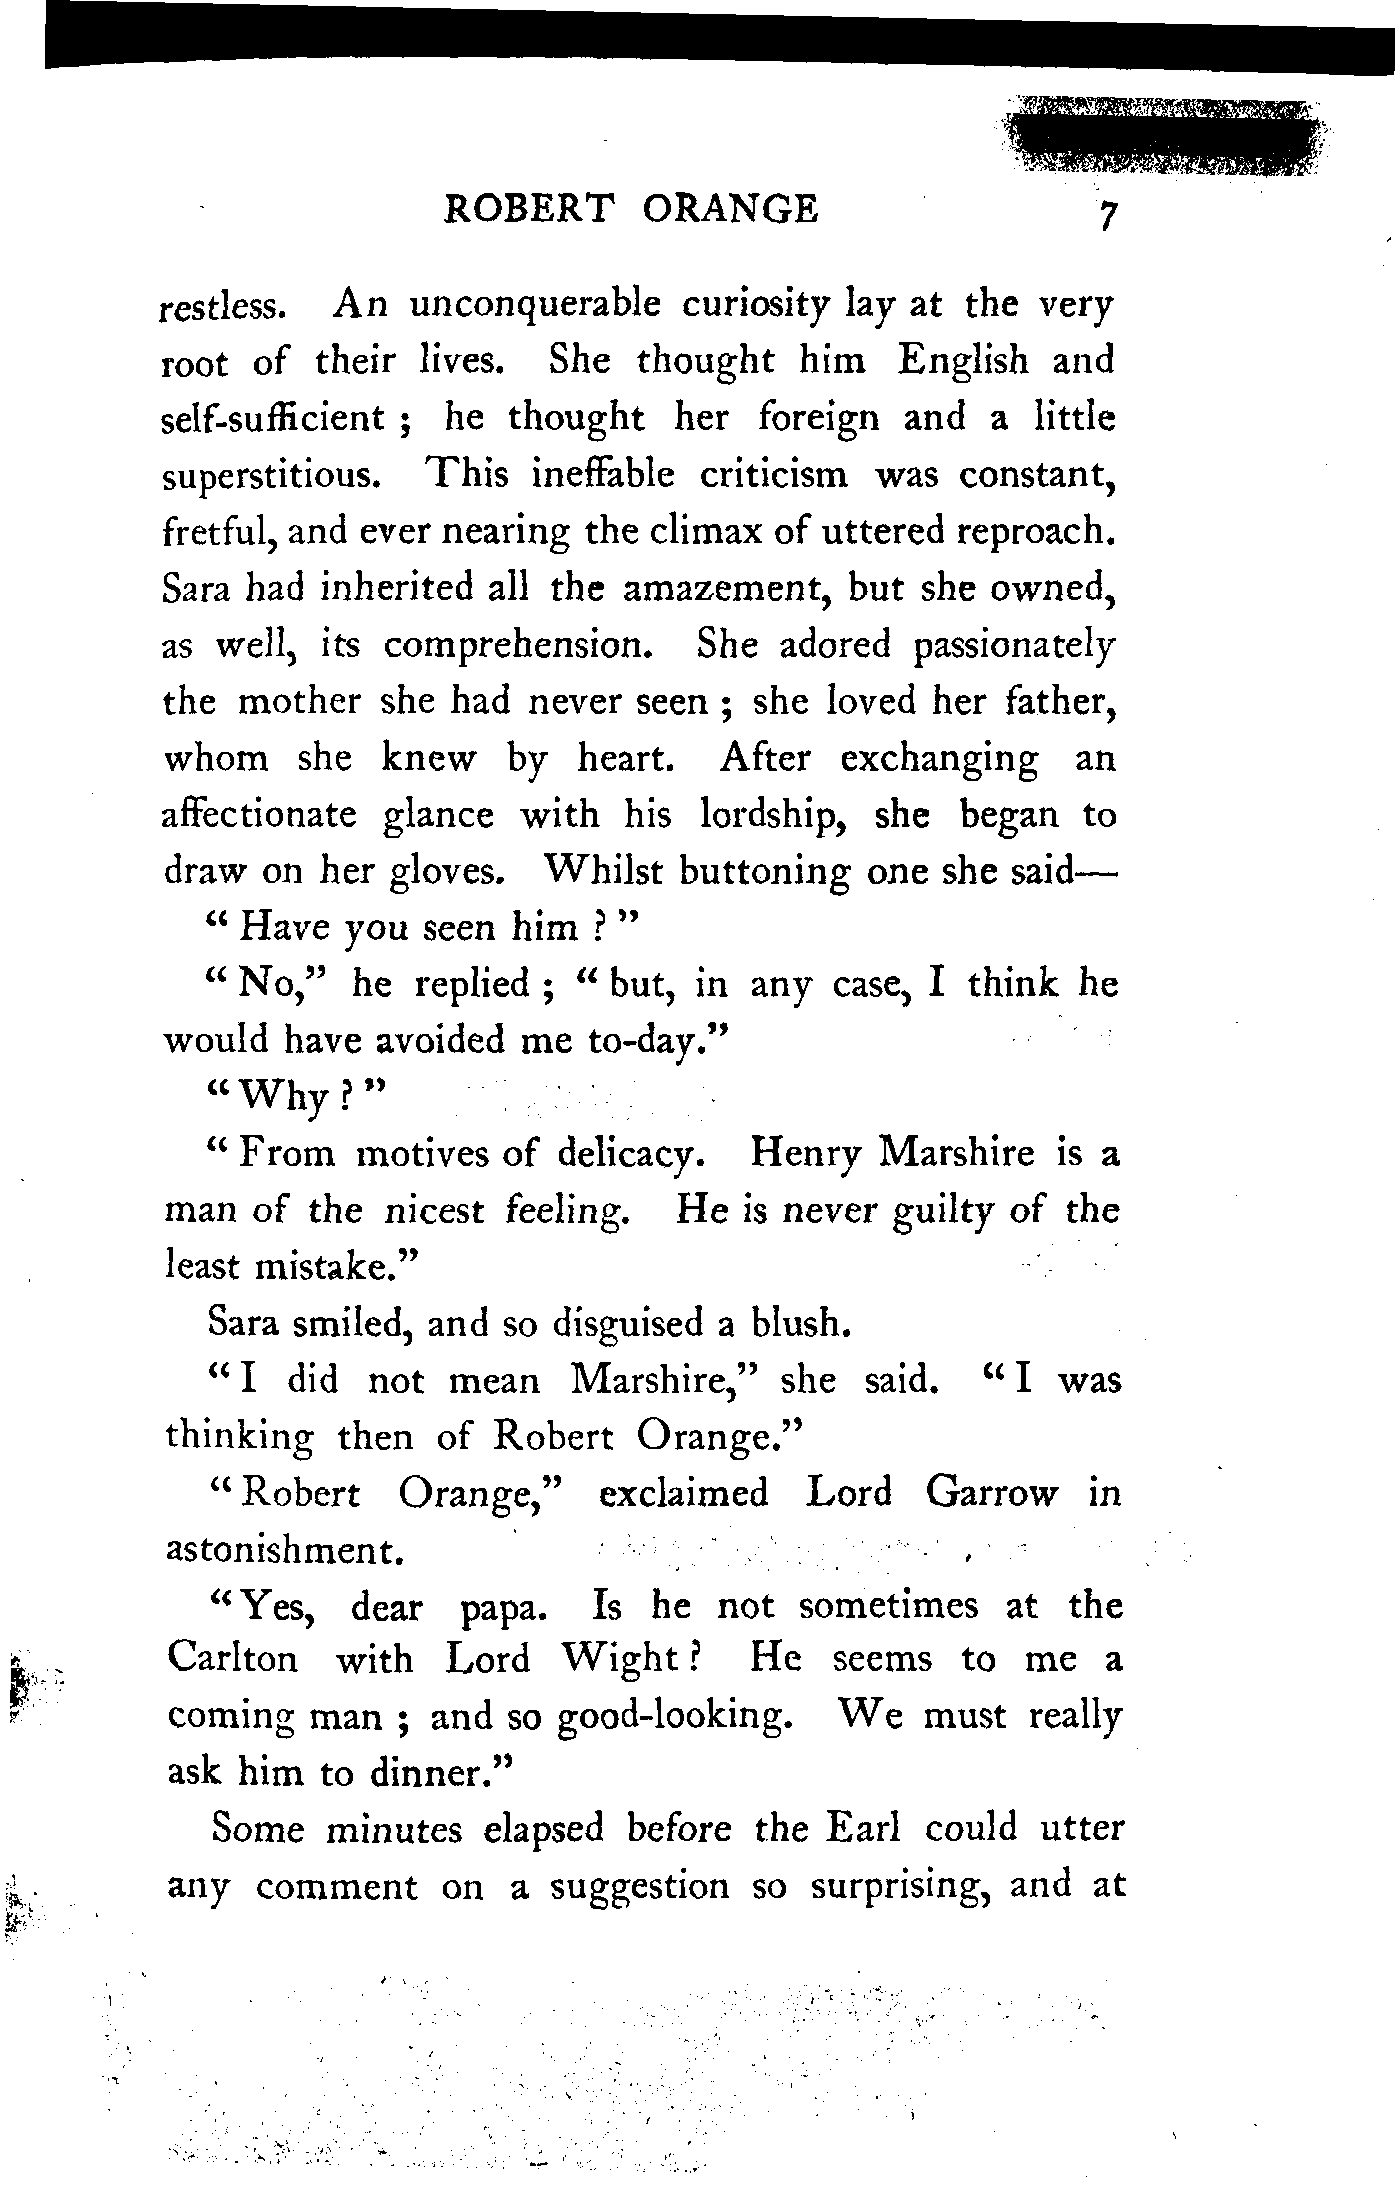 ROBERT ORANGE 7
restless. An unconquerable curiosity lay at the very
root of their lives. She thought him English and
self-sufficient ; he thought her foreign and a little
superstitious. This ineffable criticism was constant,
fretful, and ever nearing the climax of uttered reproach.
Sara had inherited all the amazement, but she owned,
as well, its comprehension. She adored passionately
the mother she had never seen ; she loved her father,
whom she knew by heart. After exchanging an
affectionate glance with his lordship, she began to
draw on her gloves. Whilst buttoning one she said—
“ Have you seen him ? ”
“ No,” he replied ; “ but, in any case, I think he
would have avoided me to-day.”
“ Why ? ”
“ From motives of delicacy. Henry Marshire is a
man of the nicest feeling. He is never guilty of the
least mistake.”
Sara smiled, and so disguised a blush.
“ I did not mean Marshire,” she said. “ I was
thinking then of Robert Orange.”
“ Robert Orange,” exclaimed Lord Garrow in
astonishment.
“ Yes, dear papa. Is he not sometimes at the
Carlton with Lord Wight ? He seems to me a
coming man ; and so good-looking. We must really
ask him to dinner.”
Some minutes elapsed before the Earl could utter
any comment on a suggestion so surprising, and at